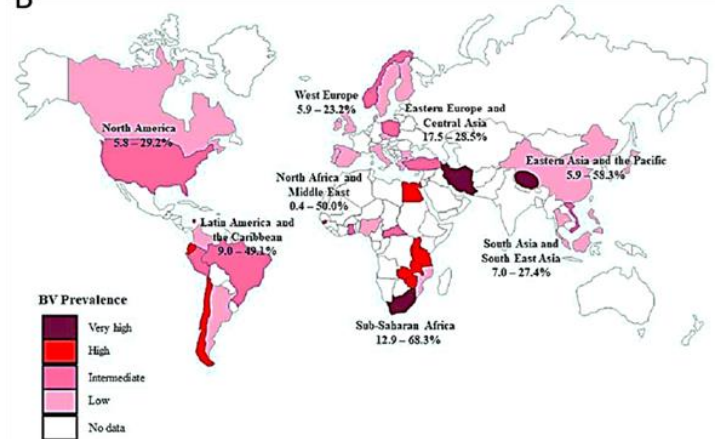 B
West Europe
5.9 – 23.2%
Eastern Europe and
Central Asia
17.5 – 28.5%
North America
5.8 – 29.2%
Eastern Asia and the Pacific
5.9 – 58.3%
North Africa and
Middle East
0.4 – 50.0%
Latin America and
the Caribbean
9.0 – 49.1%
South Asia and
South East Asia
7.0 – 27.4%
Sub-Saharan Africa
12.9 – 68.3%
BV Prevalence
Very high
High
Intermediate
Low
No data